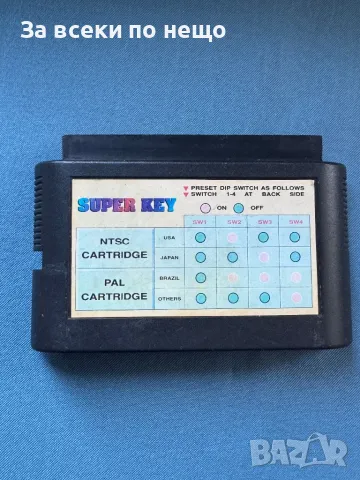 За всеки по нещо
▼ PRESET DIP SWITCH AS FOLLOWS
▼ SWITCH 1-4 AT BACK SIDE
SUPER KEY
ON OFF
SW1 SW2 SW3 SW4
NTSC CARTRIDGE
USA
JAPAN
PAL CARTRIDGE
BRAZIL
OTHERS
BAZAR